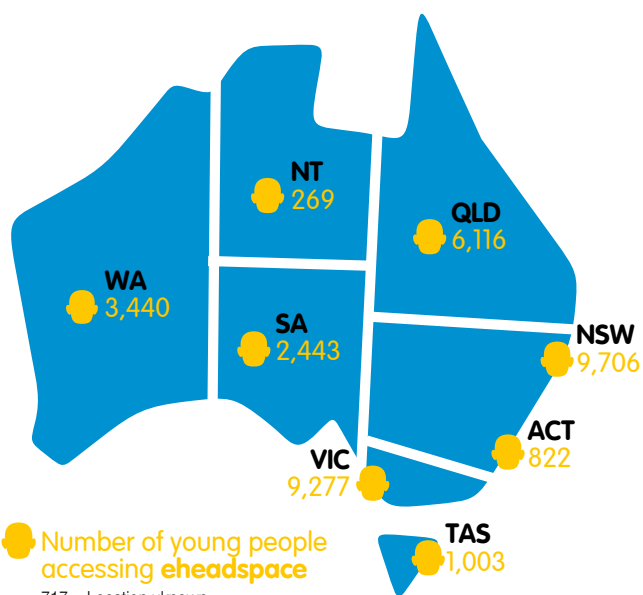 NT
269
QLD
6,116
WA
3,440
SA
2,443
NSW
9,706
ACT
822
VIC
9,277
TAS
1,003
Number of young people
accessing eheadspace